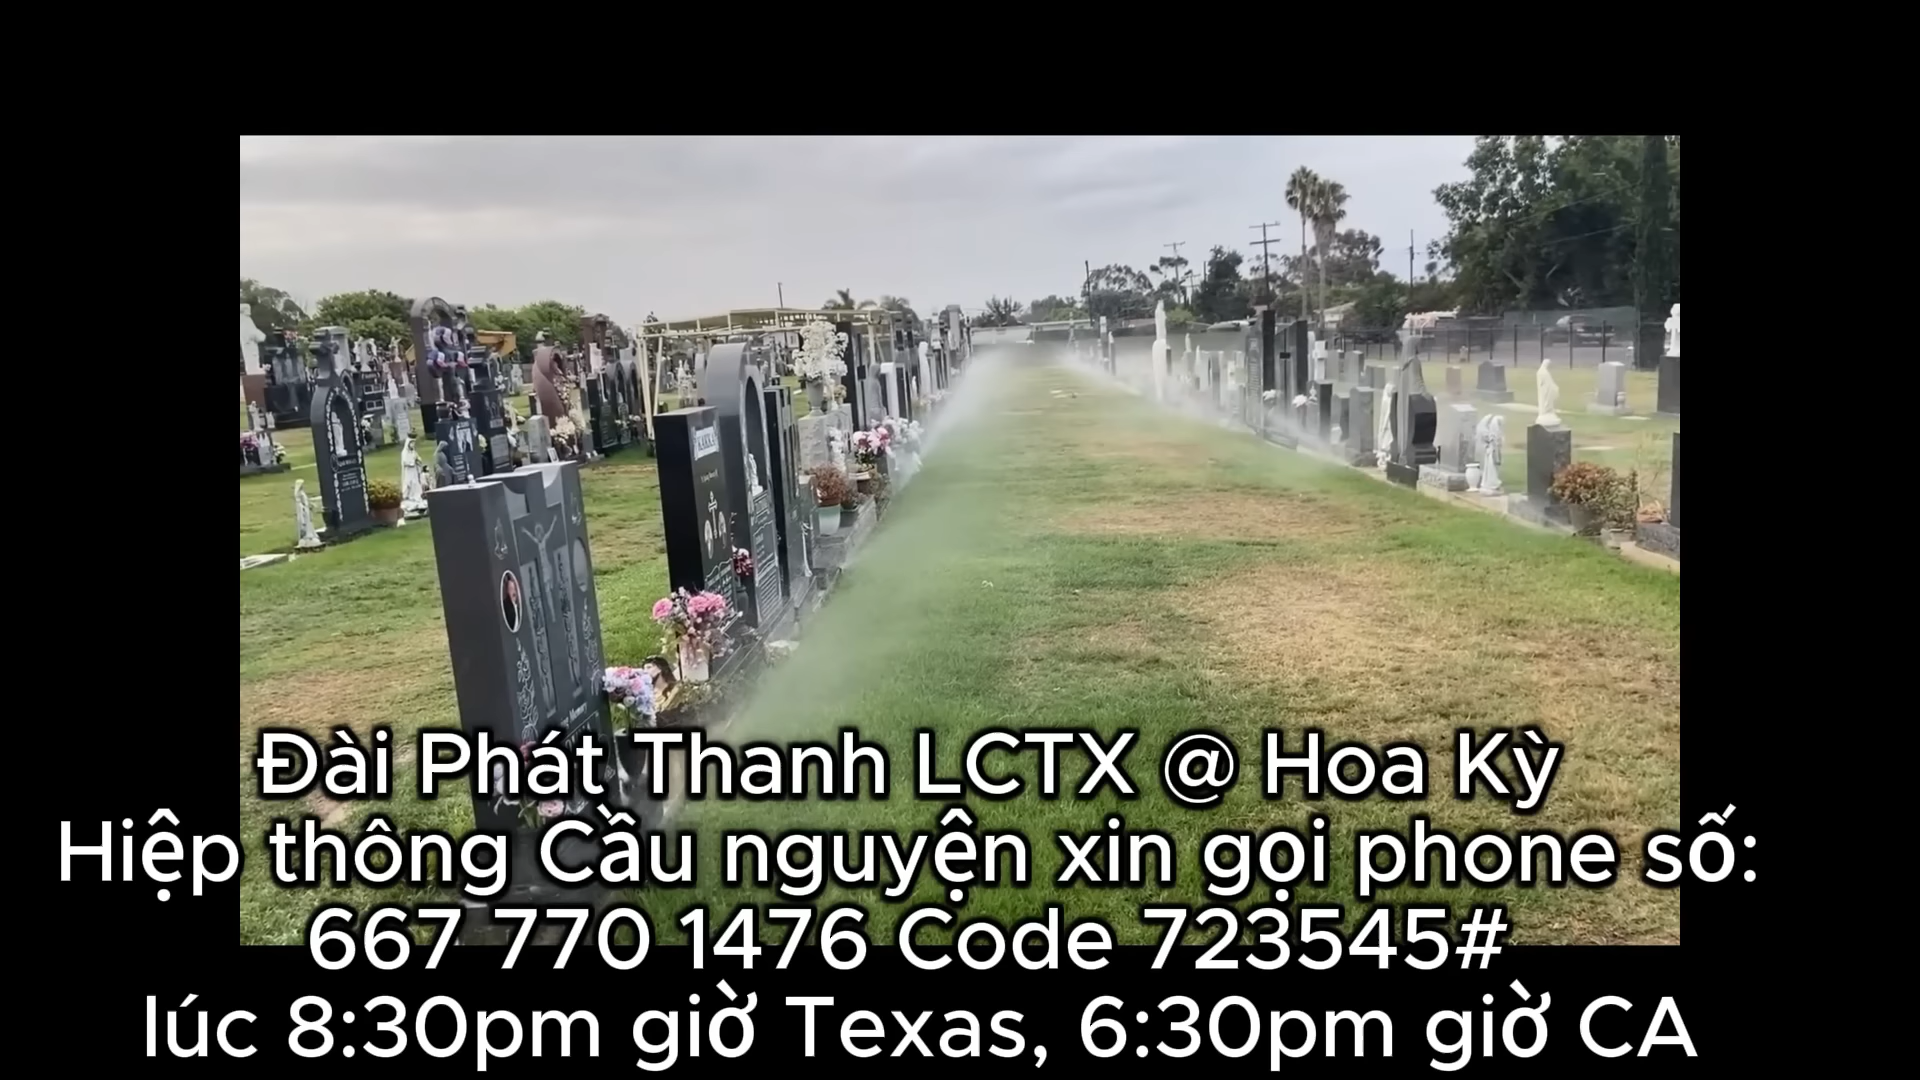 KARKA
Đài Phát Thanh LCTX @ Hoa Kỳ
Hiệp thông Cầu nguyện xin gọi phone số:
667 770 1476 Code 723545#
lúc 8:30pm giờ Texas, 6:30pm giờ CA